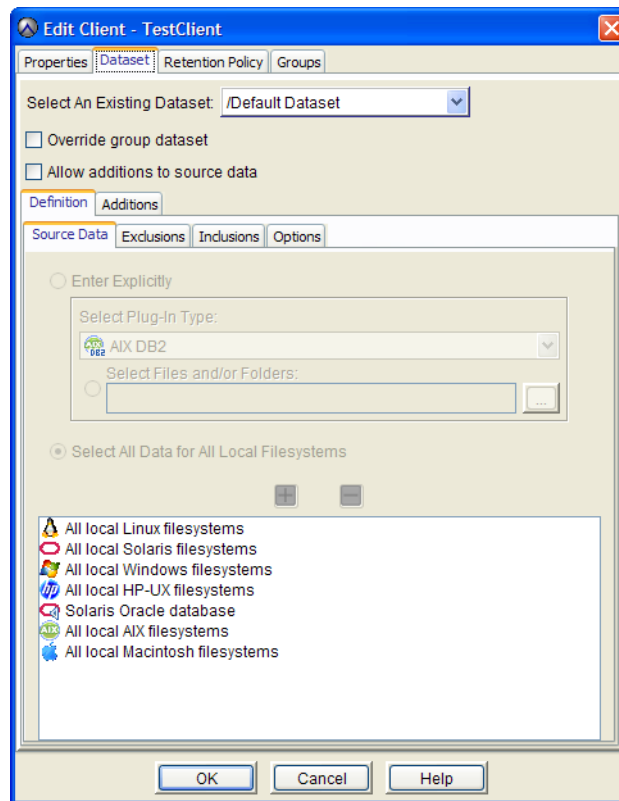 Edit Client - TestClient
Properties Dataset Retention Policy Groups
Select An Existing Dataset: /Default Dataset
Override group dataset
Allow additions to source data
Definition Additions
Source Data Exclusions Inclusions Options
Enter Explicitly
Select Plug-In Type:
AIX DB2
Select Files and/or Folders:
...
Select All Data for All Local Filesystems
All local Linux filesystems
All local Solaris filesystems
All local Windows filesystems
All local HP-UX filesystems
Solaris Oracle database
All local AIX filesystems
All local Macintosh filesystems
OK Cancel Help